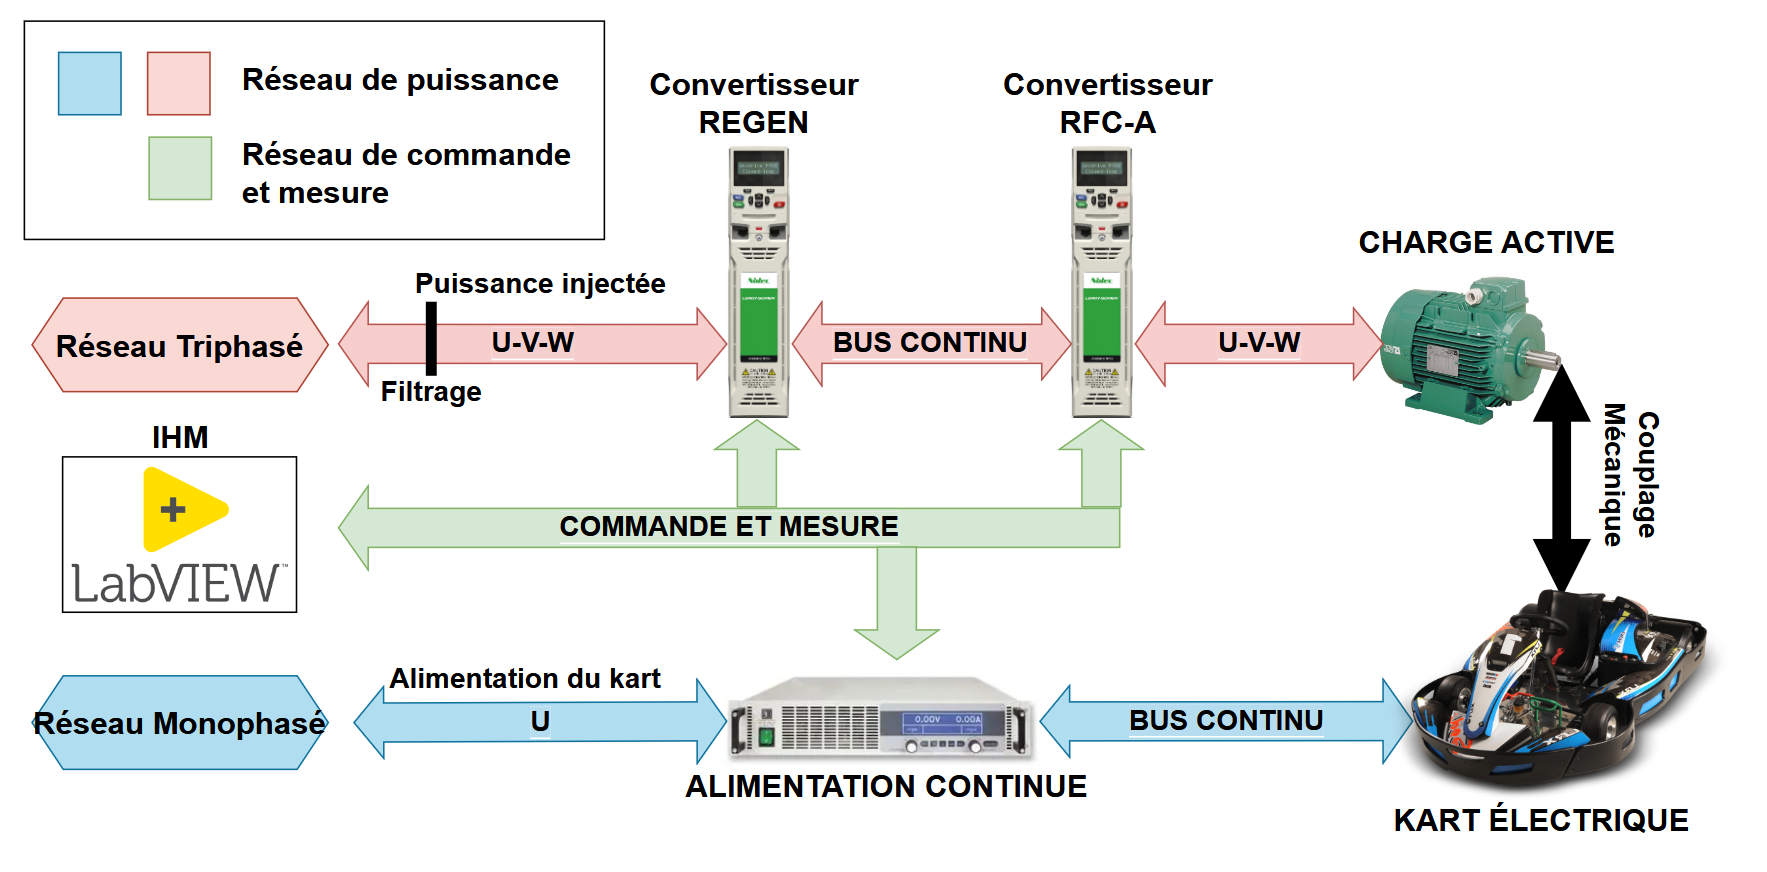 Réseau de puissance
Réseau de commande
et mesure
Convertisseur
REGEN
Convertisseur
RFC-A
CHARGE ACTIVE
Puissance injectée
Réseau Triphasé
U-V-W
BUS CONTINU
U-V-W
Filtrage
Couplage
Mécanique
IHM
LabVIEW™
COMMANDE ET MESURE
Alimentation du kart
Réseau Monophasé
U
0.00V 0.00A
BUS CONTINU
ALIMENTATION CONTINUE
KART ÉLECTRIQUE